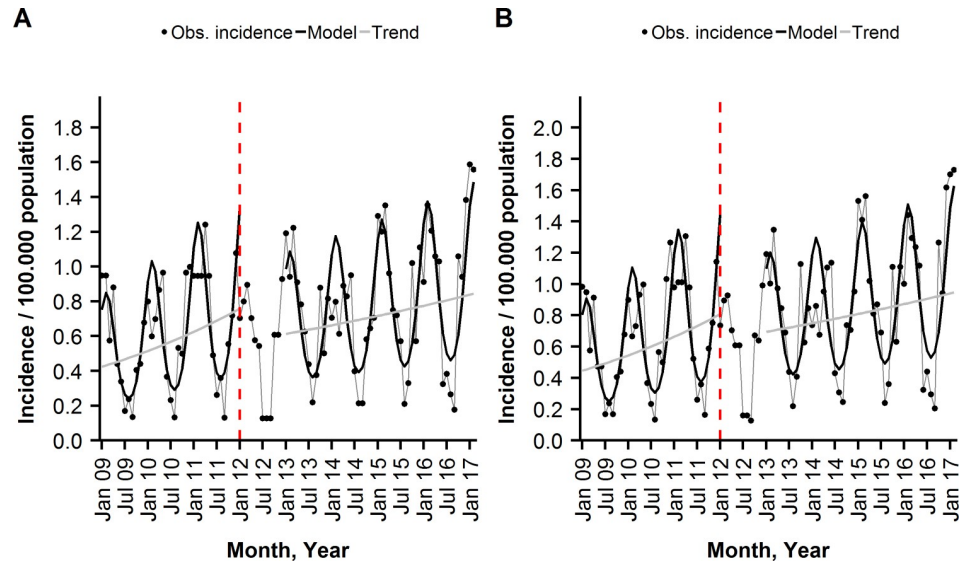 A
• Obs. incidence – Model – Trend
Incidence / 100.000 population
1.8
1.6
1.4
1.2
1.0
0.8
0.6
0.4
0.2
0.0
Jan 09
Jul 09
Jan 10
Jul 10
Jan 11
Jul 11
Jan 12
Jul 12
Jan 13
Jul 13
Jan 14
Jul 14
Jan 15
Jul 15
Jan 16
Jul 16
Jan 17
Month, Year
B
• Obs. incidence – Model – Trend
Incidence / 100.000 population
2.0
1.8
1.6
1.4
1.2
1.0
0.8
0.6
0.4
0.2
0.0
Jan 09
Jul 09
Jan 10
Jul 10
Jan 11
Jul 11
Jan 12
Jul 12
Jan 13
Jul 13
Jan 14
Jul 14
Jan 15
Jul 15
Jan 16
Jul 16
Jan 17
Month, Year